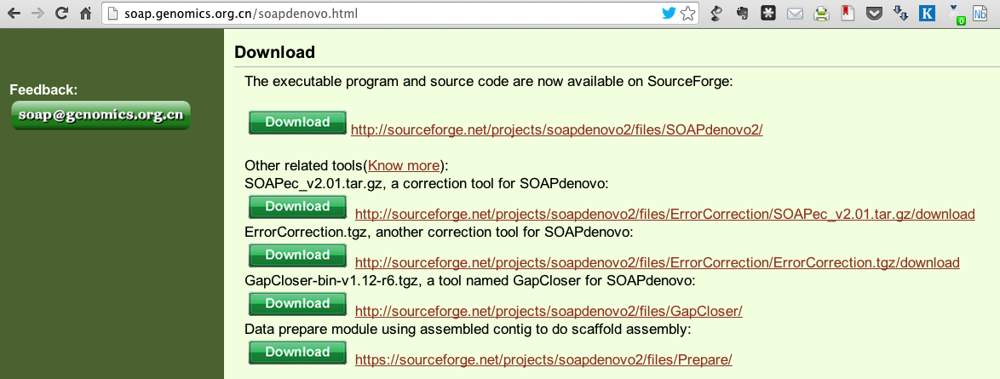 soap.genomics.org.cn/soapdenovo.html
0
K
Nb
Download
Feedback:
soap@genomics.org.cn
The executable program and source code are now available on SourceForge:
Download http://sourceforge.net/projects/soapdenovo2/files/SOAPdenovo2/
Other related tools(Know more):
SOAPec_v2.01.tar.gz, a correction tool for SOAPdenovo:
Download http://sourceforge.net/projects/soapdenovo2/files/ErrorCorrection/SOAPec_v2.01.tar.gz/download
ErrorCorrection.tgz, another correction tool for SOAPdenovo:
Download http://sourceforge.net/projects/soapdenovo2/files/ErrorCorrection/ErrorCorrection.tgz/download
GapCloser-bin-v1.12-r6.tgz, a tool named GapCloser for SOAPdenovo:
Download http://sourceforge.net/projects/soapdenovo2/files/GapCloser/
Data prepare module using assembled contig to do scaffold assembly:
Download https://sourceforge.net/projects/soapdenovo2/files/Prepare/